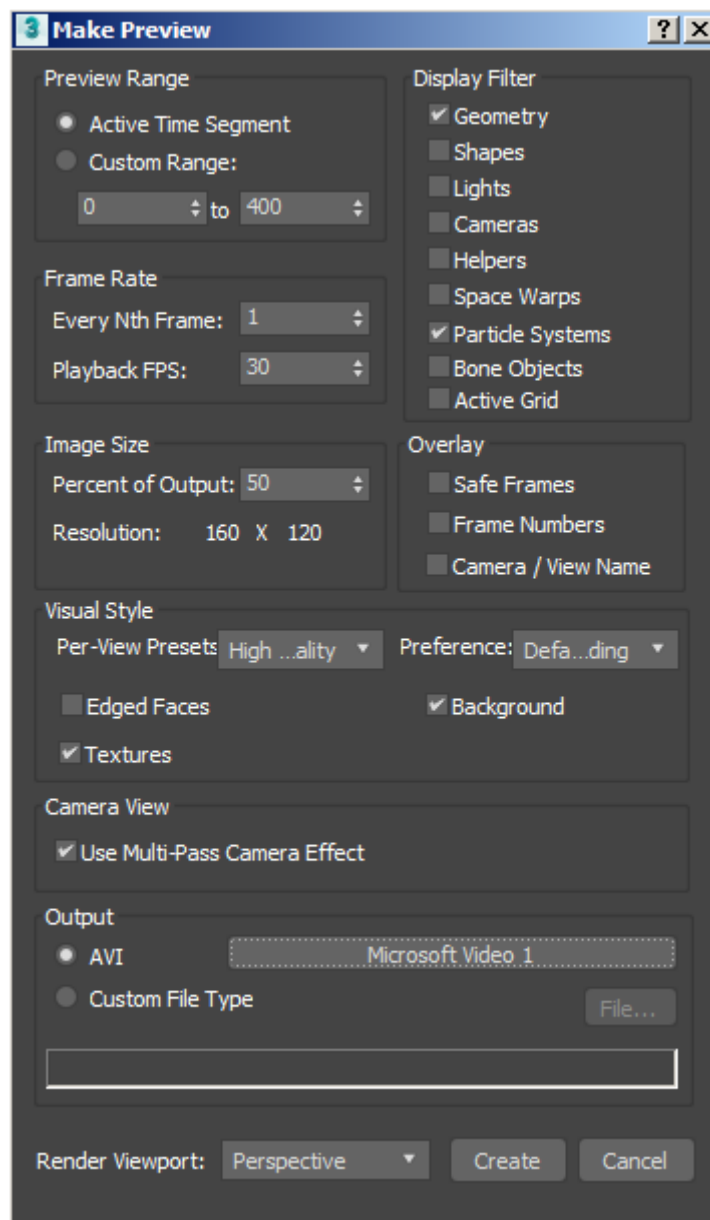 3 Make Preview ?
Preview Range
Active Time Segment
Custom Range:
0 to 400
Frame Rate
Every Nth Frame: 1
Playback FPS: 30
Display Filter
Geometry
Shapes
Lights
Cameras
Helpers
Space Warps
Particle Systems
Bone Objects
Active Grid
Image Size
Percent of Output: 50
Resolution: 160 X 120
Overlay
Safe Frames
Frame Numbers
Camera / View Name
Visual Style
Per-View Presets High ...ality Preference: Defa...ding
Edged Faces Background
Textures
Camera View
Use Multi-Pass Camera Effect
Output
AVI Microsoft Video 1
Custom File Type File...
Render Viewport: Perspective Create Cancel